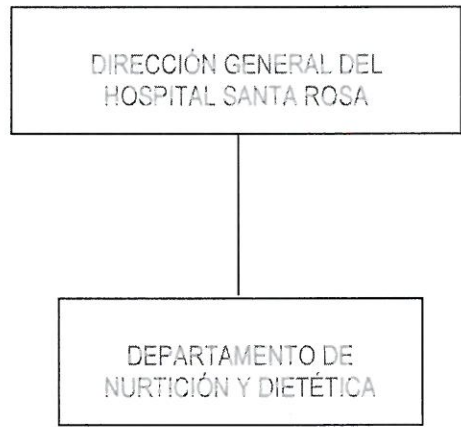 DIRECCIÓN GENERAL DEL
HOSPITAL SANTA ROSA
DEPARTAMENTO DE
NURTICIÓN Y DIETÉTICA